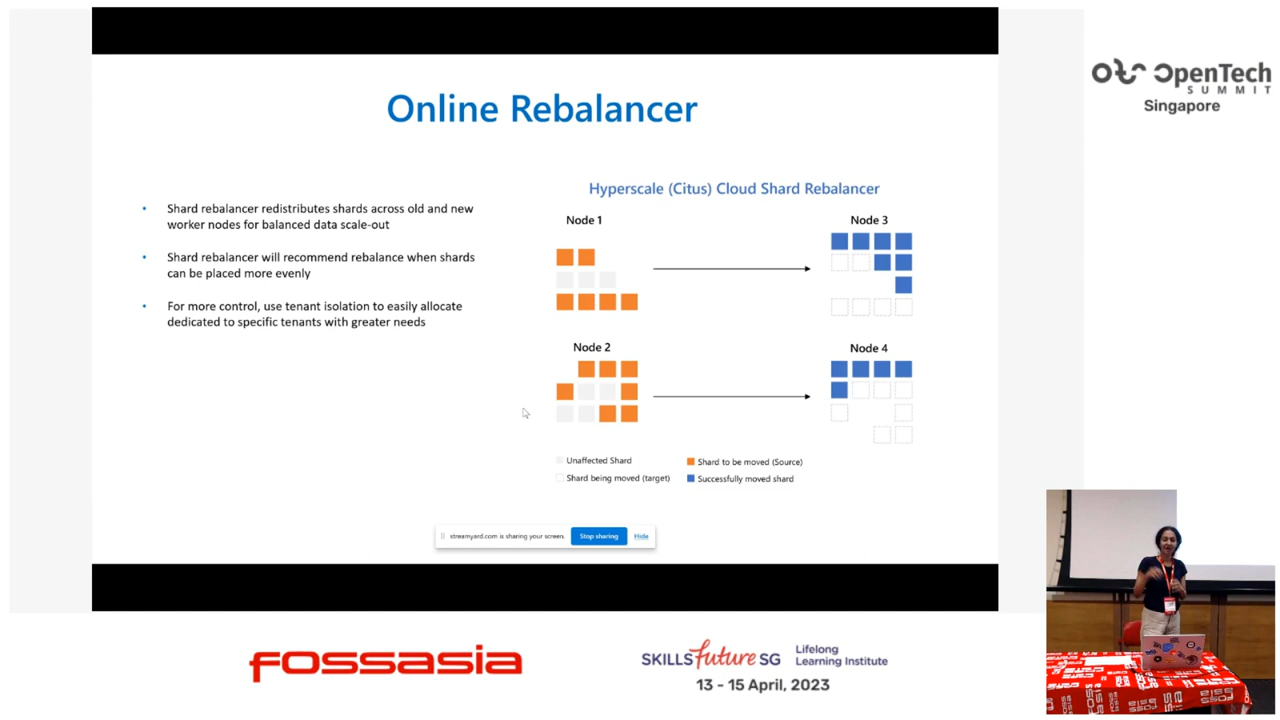 Online Rebalancer
OpenTech
SUMMIT
Singapore
Shard rebalancer redistributes shards across old and new
worker nodes for balanced data scale-out
Shard rebalancer will recommend rebalance when shards
can be placed more evenly
For more control, use tenant isolation to easily allocate
dedicated to specific tenants with greater needs
Hyperscale (Citus) Cloud Shard Rebalancer
Node 1
Node 3
Node 2
Node 4
Unaffected Shard
Shard to be moved (Source)
Shard being moved (target)
Successfully moved shard
streamyard.com is sharing your screen.
Stop sharing
Hide
FOSSASIA
SKILLS future SG
Lifelong
Learning Institute
13 - 15 April, 2023